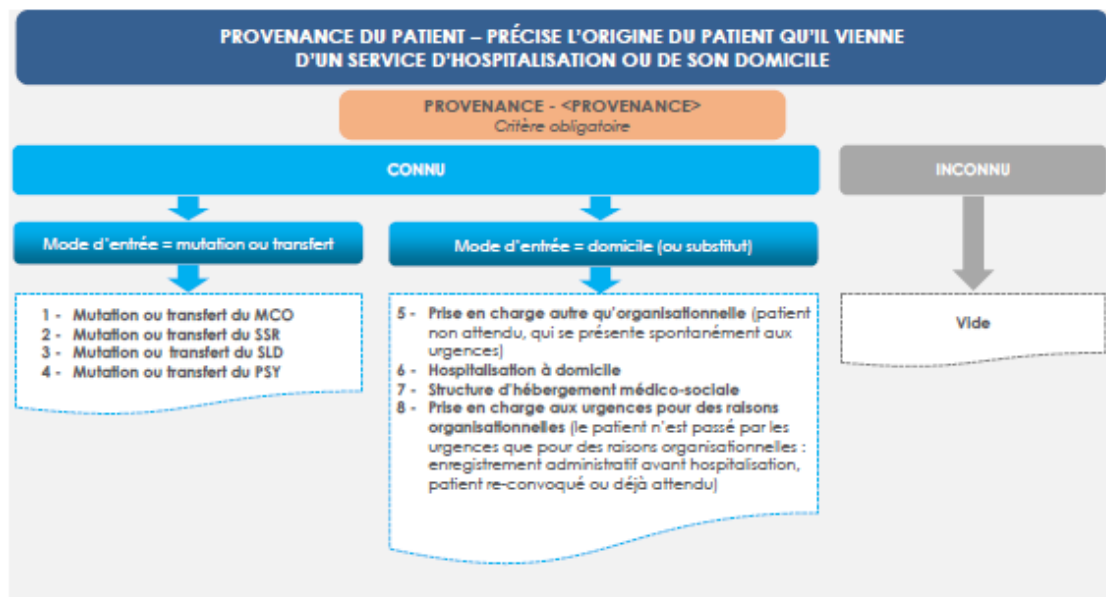 PROVENANCE DU PATIENT – PRÉCISE L'ORIGINE DU PATIENT QU'IL VIENNE
D'UN SERVICE D'HOSPITALISATION OU DE SON DOMICILE
PROVENANCE - <PROVENANCE>
Critère obligatoire
CONNU
INCONNU
Mode d'entrée = mutation ou transfert
Mode d'entrée = domicile (ou substitut)
1 - Mutation ou transfert du MCO
2 - Mutation ou transfert du SSR
3 - Mutation ou transfert du SLD
4 - Mutation ou transfert du PSY
5 - Prise en charge autre qu'organisationnelle (patient
non attendu, qui se présente spontanément aux
urgences)
6 - Hospitalisation à domicile
7 - Structure d'hébergement médico-sociale
8 - Prise en charge aux urgences pour des raisons
organisationnelles (le patient n'est passé par les
urgences que pour des raisons organisationnelles :
enregistrement administratif avant hospitalisation,
patient re-convoqué ou déjà attendu)
Vide